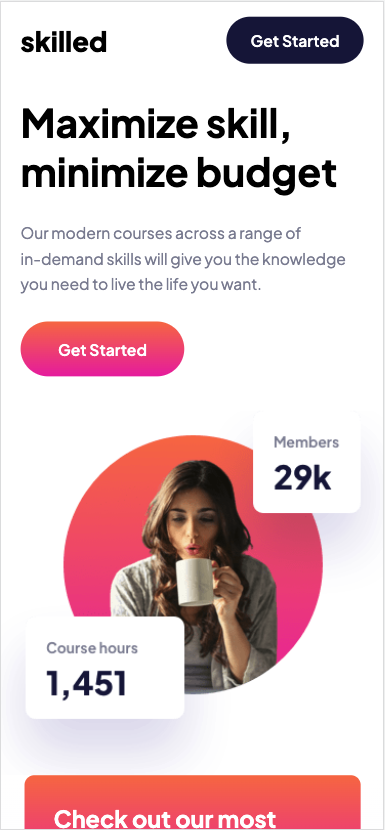 skilled
Get Started
Maximize skill,
minimize budget
Our modern courses across a range of
in-demand skills will give you the knowledge
you need to live the life you want.
Get Started
Members
29k
Course hours
1,451
Check out our most